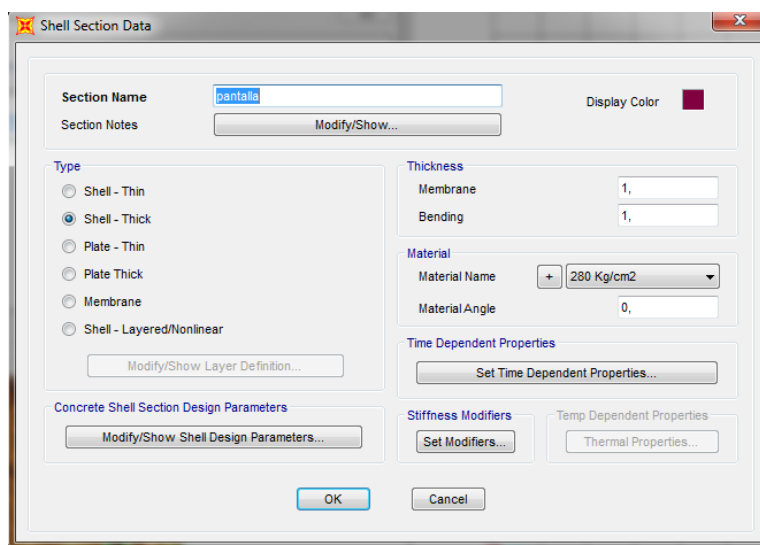 Shell Section Data
Section Name
pantalla
Display Color
Section Notes
Modify/Show...
Type
Shell - Thin
Shell - Thick
Plate - Thin
Plate Thick
Membrane
Shell - Layered/Nonlinear
Modify/Show Layer Definition...
Thickness
Membrane
1,
Bending
1,
Material
Material Name
+
280 Kg/cm2
Material Angle
0,
Time Dependent Properties
Set Time Dependent Properties...
Concrete Shell Section Design Parameters
Modify/Show Shell Design Parameters...
Stiffness Modifiers
Set Modifiers...
Temp Dependent Properties
Thermal Properties...
OK
Cancel